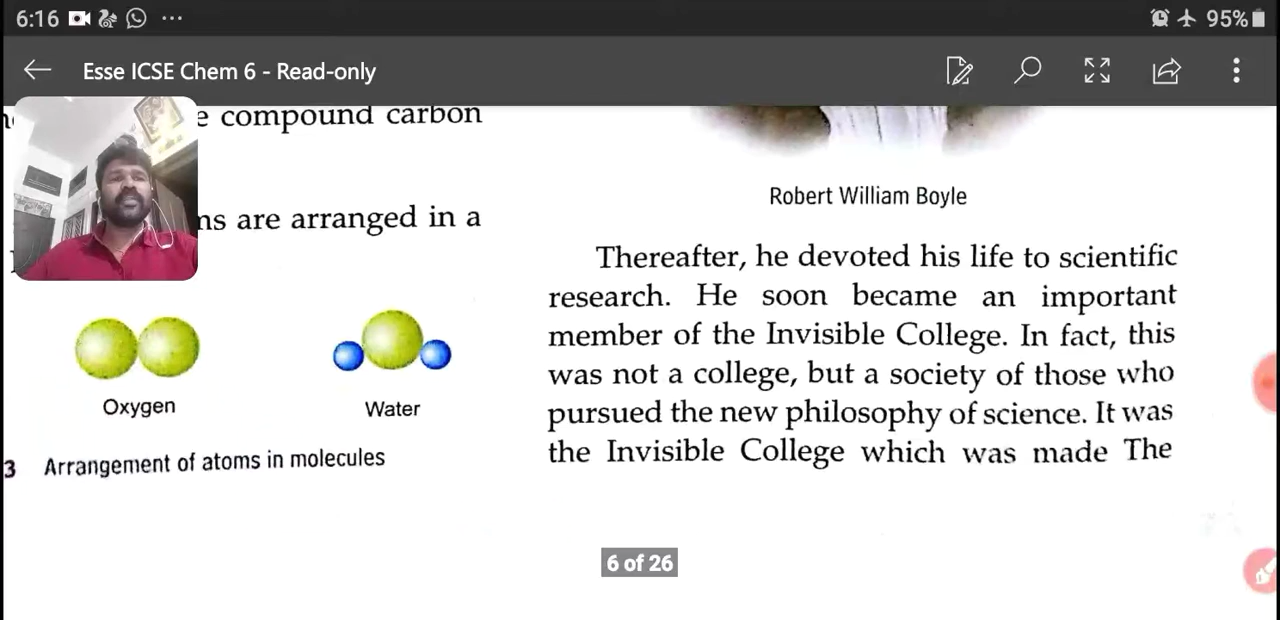 6:16
95%
Esse ICSE Chem 6 - Read-only
compound carbon
are arranged in a
Oxygen
Water
3 Arrangement of atoms in molecules
Robert William Boyle
Thereafter, he devoted his life to scientific
research. He soon became an important
member of the Invisible College. In fact, this
was not a college, but a society of those who
pursued the new philosophy of science. It was
the Invisible College which was made The
6 of 26